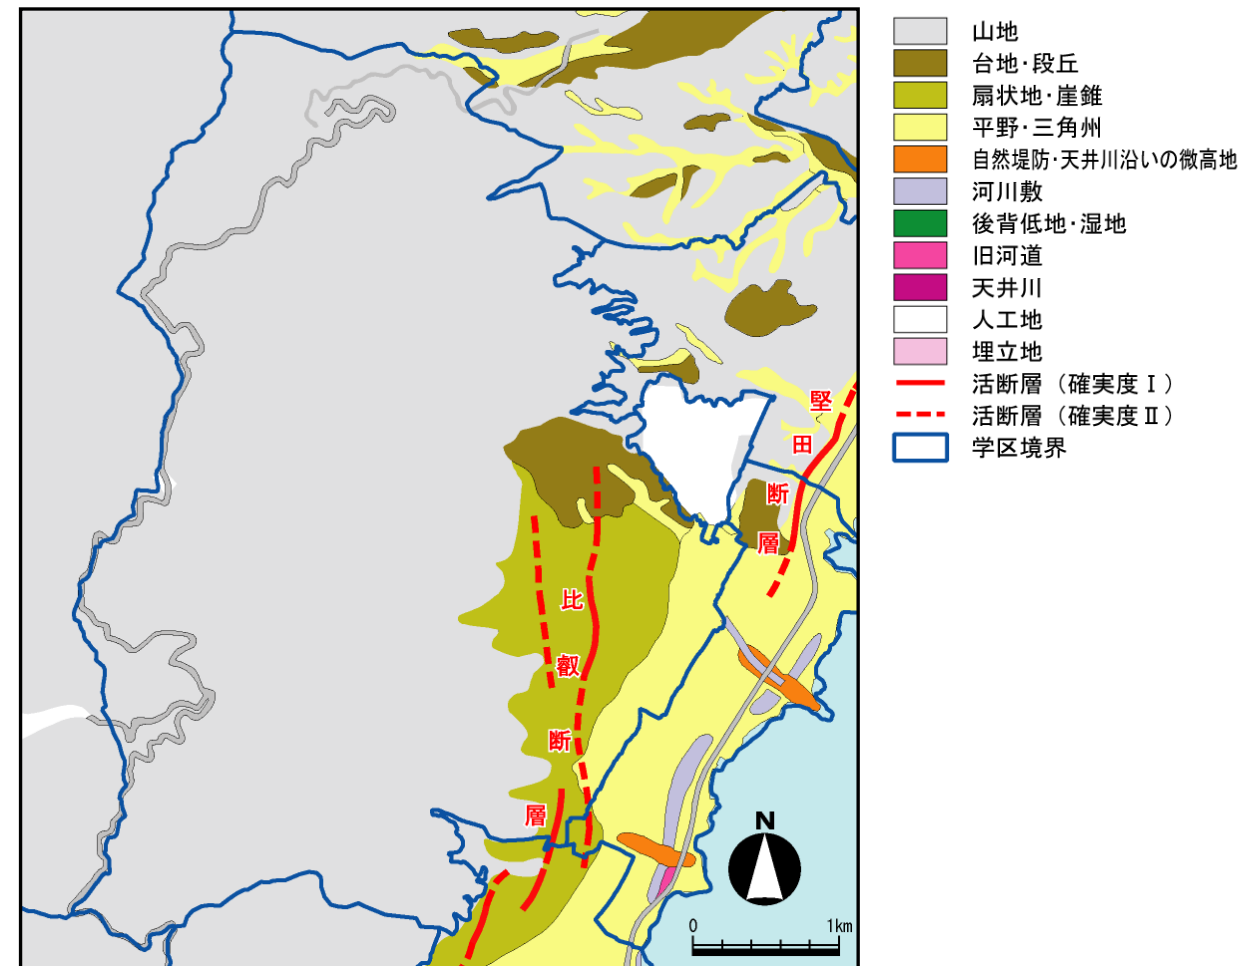 山地
台地・段丘
扇状地・崖錐
平野・三角州
自然堤防・天井川沿いの微高地
河川敷
後背低地・湿地
旧河道
天井川
人工地
埋立地
活断層（確実度Ⅰ）
活断層（確実度Ⅱ）
学区境界
堅田断層
比叡断層
N
0 1km